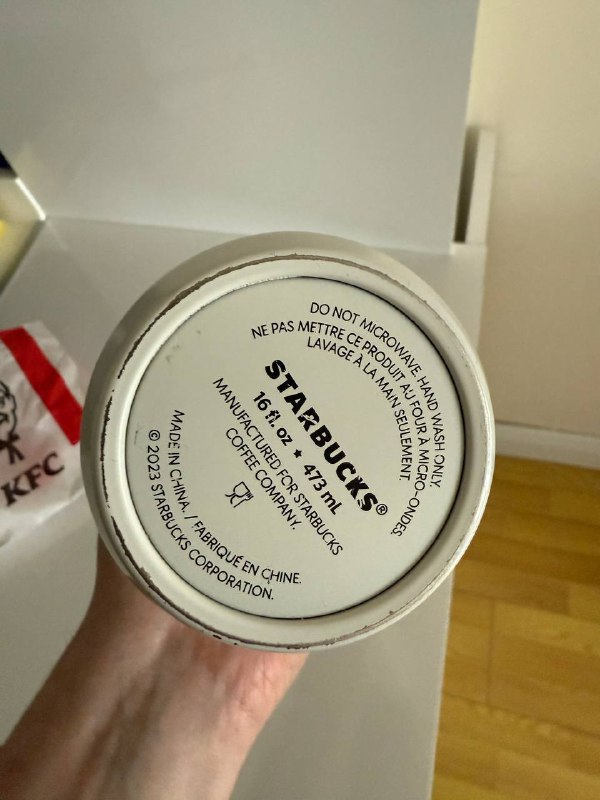 DO NOT MICROWAVE. HAND WASH ONLY.
NE PAS METTRE CE PRODUIT AU FOUR À MICRO-ONDES.
LAVAGE À LA MAIN SEULEMENT.
STARBUCKS®
16 fl. oz ★ 473 mL
MANUFACTURED FOR STARBUCKS
COFFEE COMPANY.
MADE IN CHINA. / FABRIQUÉ EN CHINE.
© 2023 STARBUCKS CORPORATION.
KFC